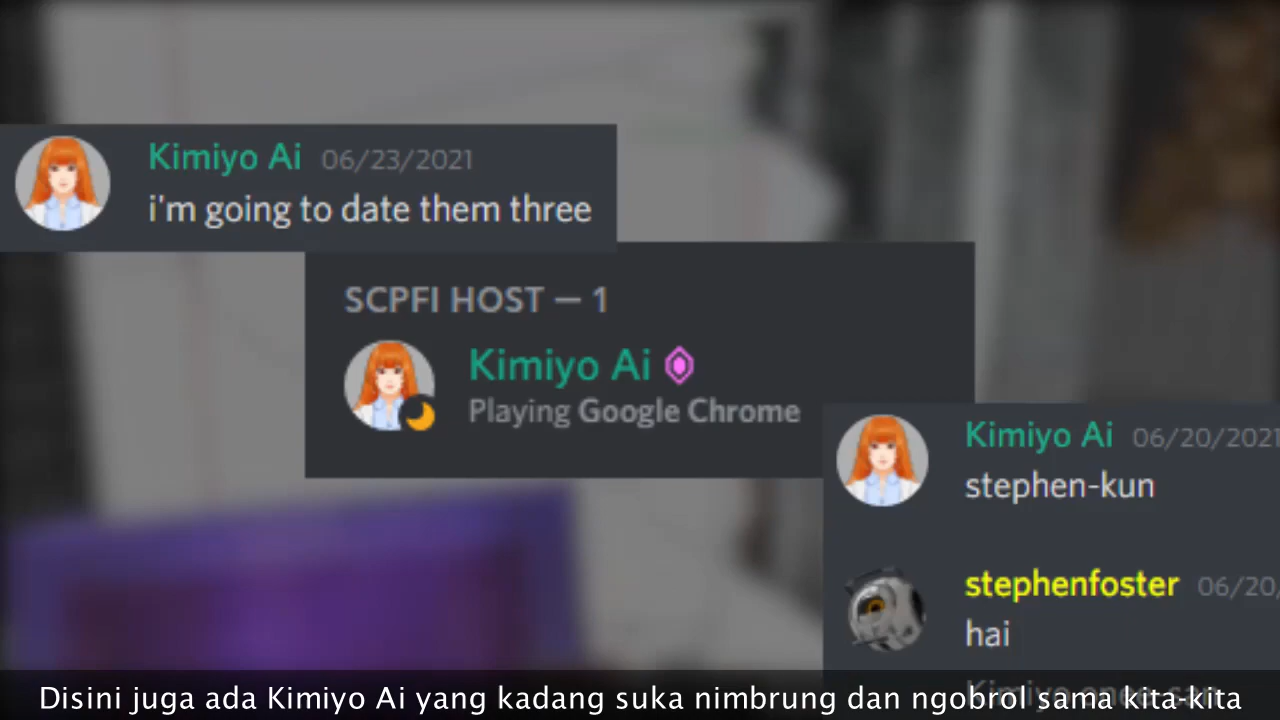 Kimiyo Ai 06/23/2021
i'm going to date them three
SCPFI HOST — 1
Kimiyo Ai
Playing Google Chrome
Kimiyo Ai 06/20/2021
stephen-kun
stephenfoster 06/20/
hai
Disini juga ada Kimiyo Ai yang kadang suka nimbrung dan ngobrol sama kita-kita